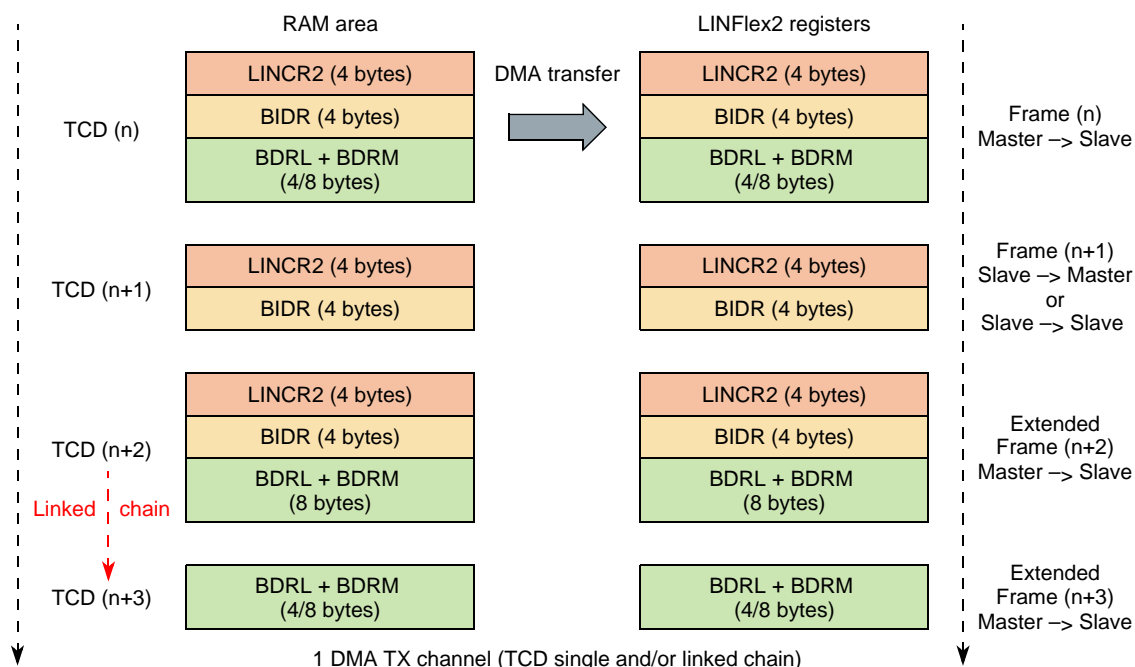 RAM area
LINFlex2 registers
TCD (n)
LINCR2 (4 bytes)
BIDR (4 bytes)
BDRL + BDRM
(4/8 bytes)
DMA transfer
LINCR2 (4 bytes)
BIDR (4 bytes)
BDRL + BDRM
(4/8 bytes)
Frame (n)
Master –> Slave
TCD (n+1)
LINCR2 (4 bytes)
BIDR (4 bytes)
LINCR2 (4 bytes)
BIDR (4 bytes)
Frame (n+1)
Slave –> Master
or
Slave –> Slave
TCD (n+2)
LINCR2 (4 bytes)
BIDR (4 bytes)
BDRL + BDRM
(8 bytes)
LINCR2 (4 bytes)
BIDR (4 bytes)
BDRL + BDRM
(8 bytes)
Extended
Frame (n+2)
Master –> Slave
Linked chain
TCD (n+3)
BDRL + BDRM
(4/8 bytes)
BDRL + BDRM
(4/8 bytes)
Extended
Frame (n+3)
Master –> Slave
1 DMA TX channel (TCD single and/or linked chain)